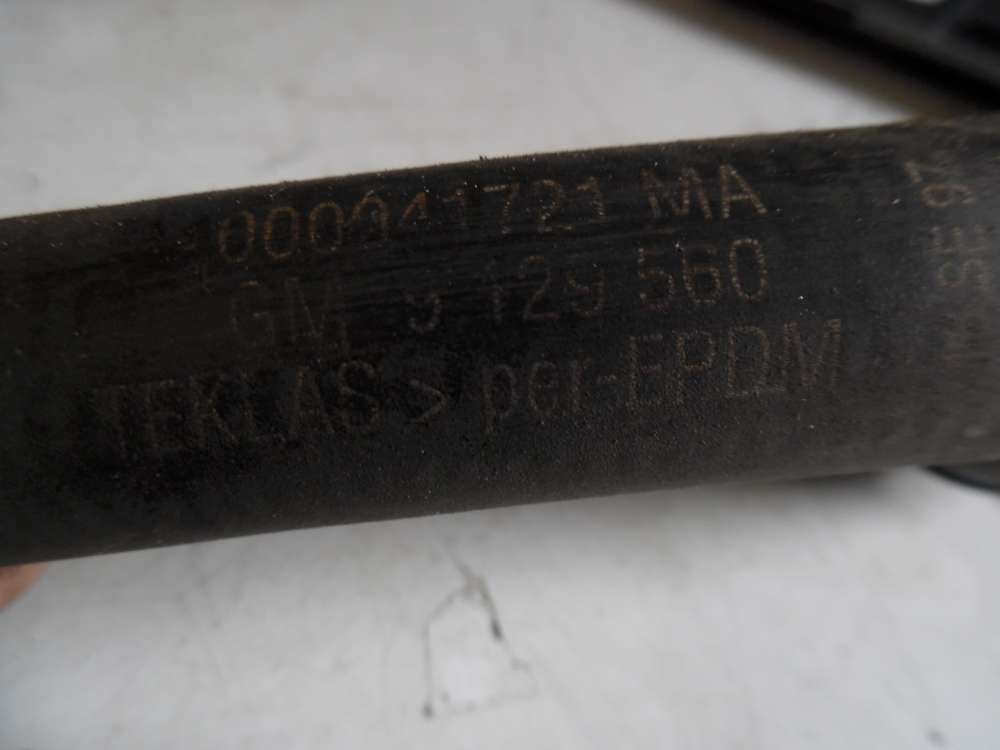 000041721 MA
GM 9 129 560
TEKLAS > per-EPDM